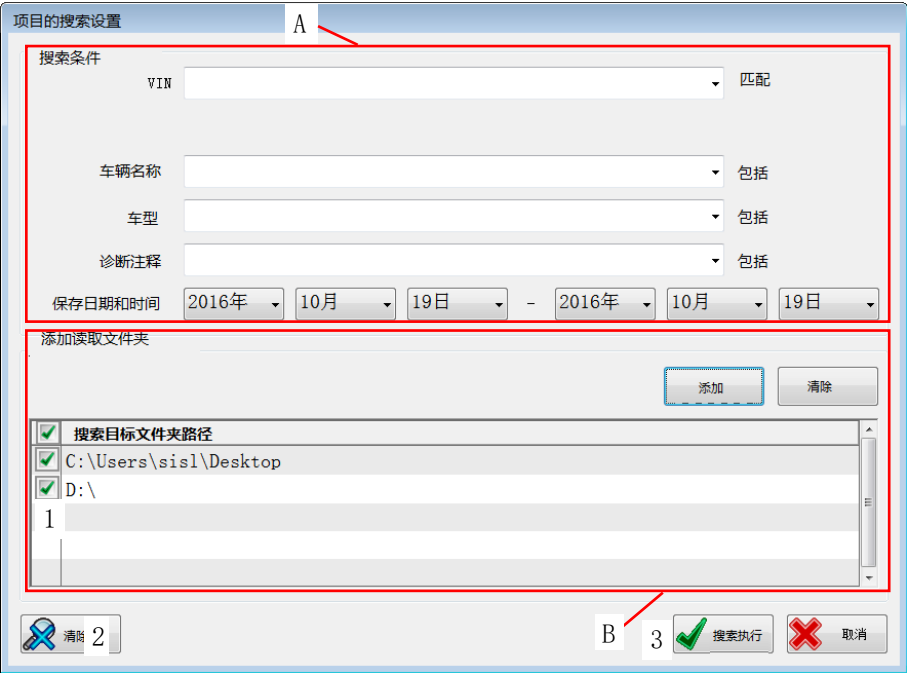 项目的搜索设置
A
搜索条件
VIN 匹配
车辆名称 包括
车型 包括
诊断注释 包括
保存日期和时间 2016年 10月 19日 - 2016年 10月 19日
添加读取文件夹
添加 清除
搜索目标文件夹路径
C:\Users\sisl\Desktop
D:\
1
清除 2 B 3 搜索执行 取消